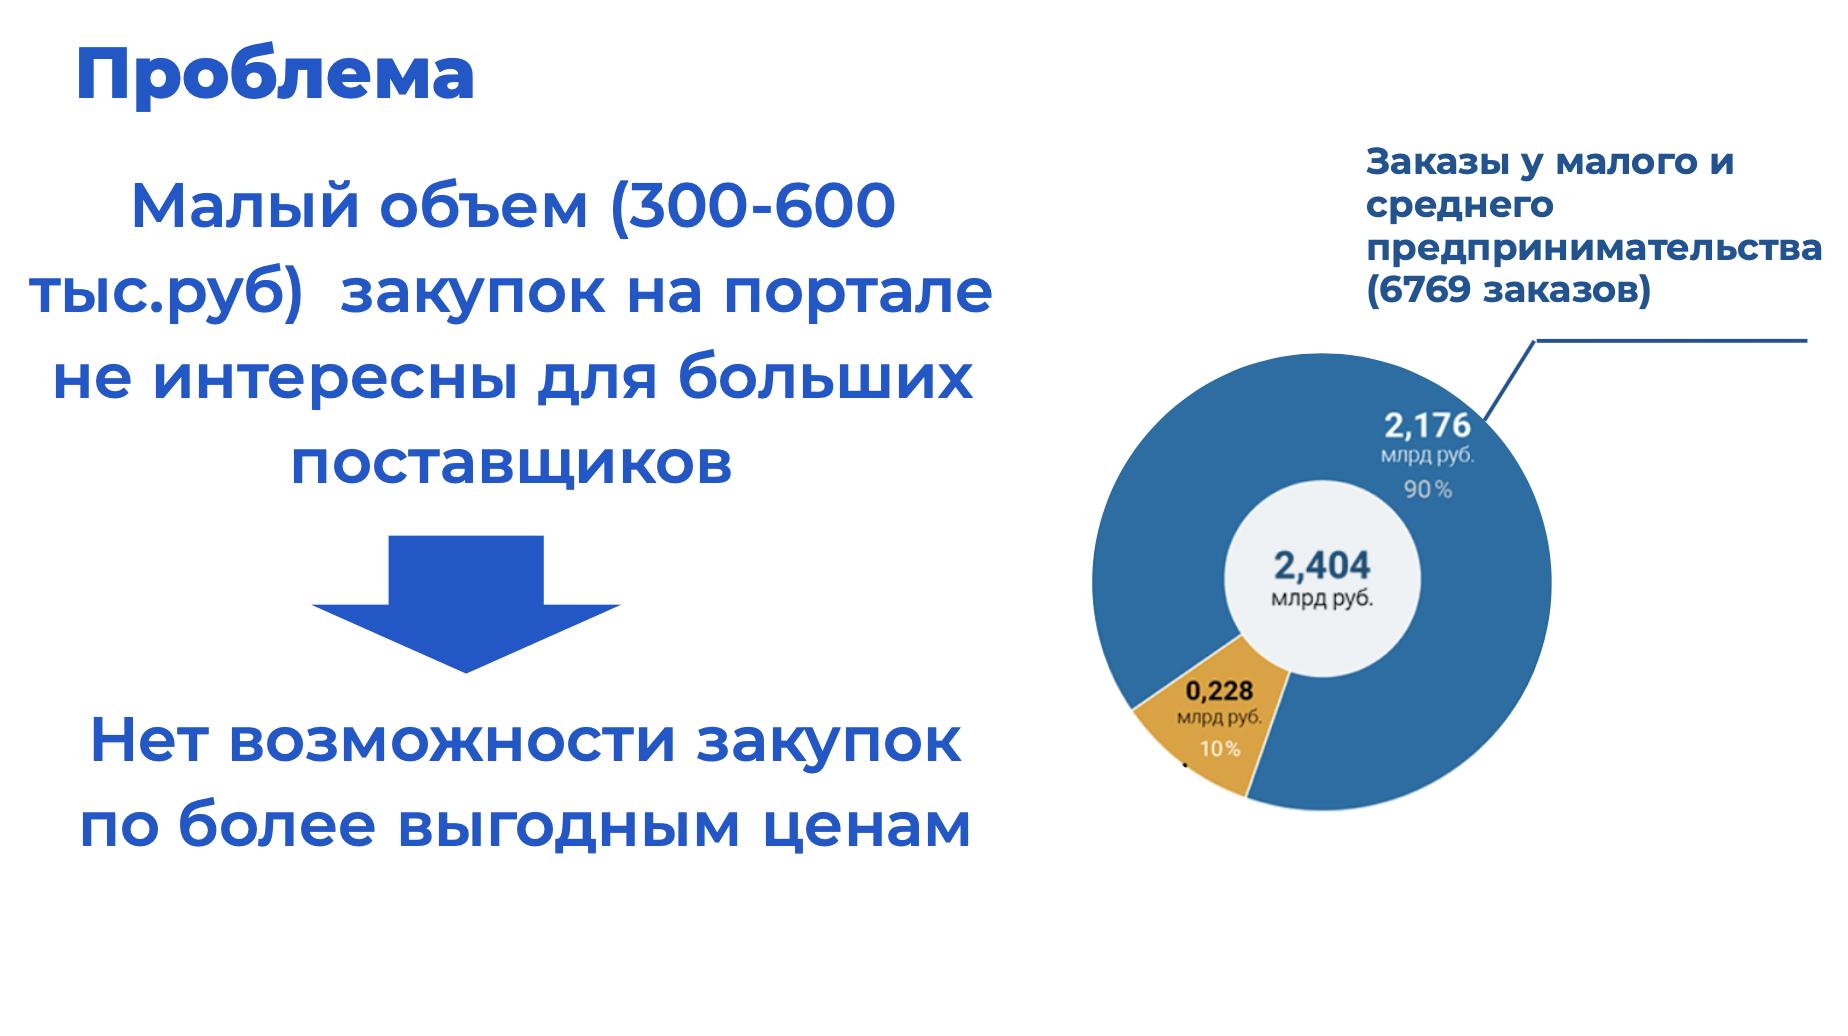 Проблема
Малый объем (300-600
тыс.руб)  закупок на портале
не интересны для больших
поставщиков
Нет возможности закупок
по более выгодным ценам
Заказы у малого и
среднего
предпринимательства
(6769 заказов)
2,176
млрд руб.
90%
2,404
млрд руб.
0,228
млрд руб.
10%